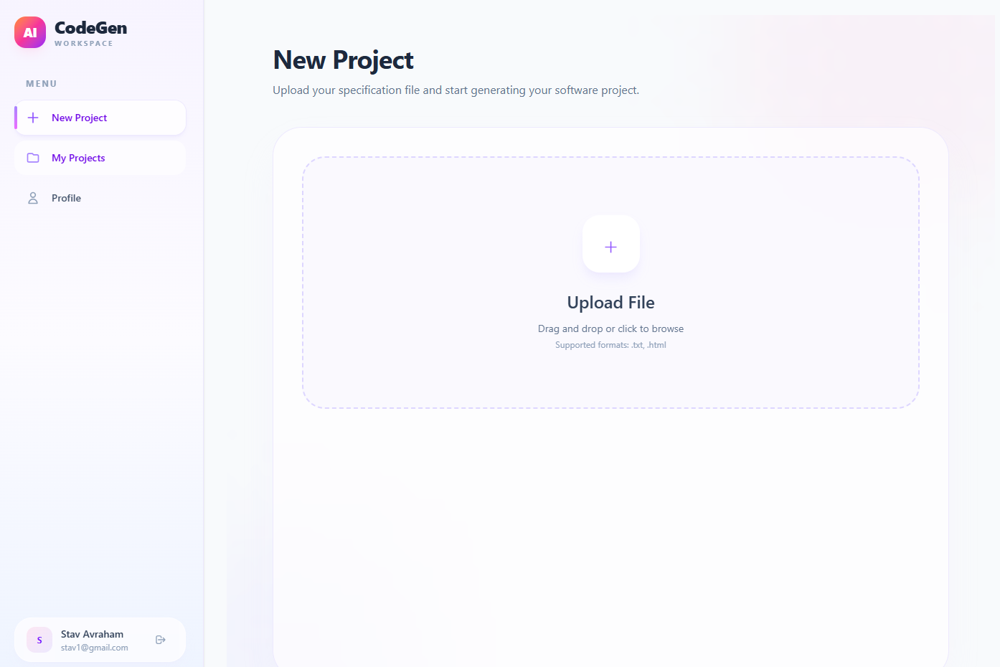 AI
CodeGen
WORKSPACE
MENU
New Project
My Projects
Profile
New Project
Upload your specification file and start generating your software project.
Upload File
Drag and drop or click to browse
Supported formats: .txt, .html
S
Stav Avraham
stav1@gmail.com